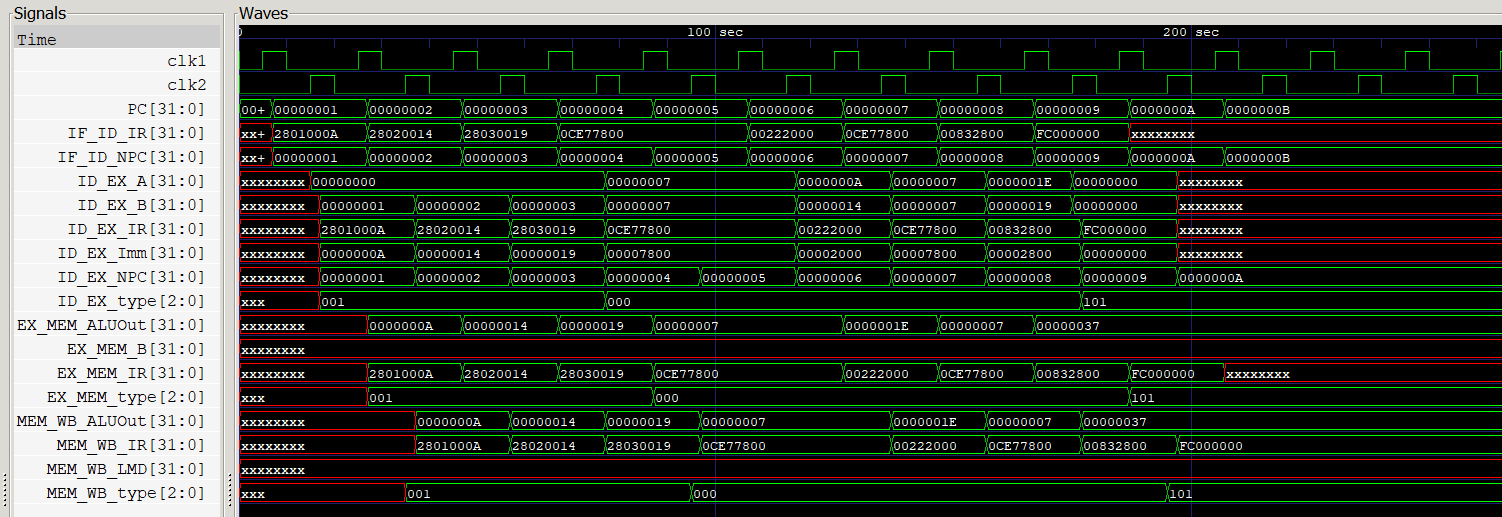 Signals Waves
Time 0 100 sec 200 sec
clk1
clk2
PC[31:0] 00+ 00000001 00000002 00000003 00000004 00000005 00000006 00000007 00000008 00000009 0000000A 0000000B
IF_ID_IR[31:0] xx+ 2801000A 28020014 28030019 0CE77800 00222000 0CE77800 00832800 FC000000 xxxxxxxx
IF_ID_NPC[31:0] xx+ 00000001 00000002 00000003 00000004 00000005 00000006 00000007 00000008 00000009 0000000A 0000000B
ID_EX_A[31:0] xxxxxxxx 00000000 00000007 0000000A 00000007 0000001E 00000000 xxxxxxxx
ID_EX_B[31:0] xxxxxxxx 00000001 00000002 00000003 00000007 00000014 00000007 00000019 00000000 xxxxxxxx
ID_EX_IR[31:0] xxxxxxxx 2801000A 28020014 28030019 0CE77800 00222000 0CE77800 00832800 FC000000 xxxxxxxx
ID_EX_Imm[31:0] xxxxxxxx 0000000A 00000014 00000019 00007800 00002000 00007800 00002800 00000000 xxxxxxxx
ID_EX_NPC[31:0] xxxxxxxx 00000001 00000002 00000003 00000004 00000005 00000006 00000007 00000008 00000009 0000000A
ID_EX_type[2:0] xxx 001 000 101
EX_MEM_ALUOut[31:0] xxxxxxxx 0000000A 00000014 00000019 00000007 0000001E 00000007 00000037
EX_MEM_B[31:0] xxxxxxxx
EX_MEM_IR[31:0] xxxxxxxx 2801000A 28020014 28030019 0CE77800 00222000 0CE77800 00832800 FC000000 xxxxxxxx
EX_MEM_type[2:0] xxx 001 000 101
MEM_WB_ALUOut[31:0] xxxxxxxx 0000000A 00000014 00000019 00000007 0000001E 00000007 00000037
MEM_WB_IR[31:0] xxxxxxxx 2801000A 28020014 28030019 0CE77800 00222000 0CE77800 00832800 FC000000
MEM_WB_LMD[31:0] xxxxxxxx
MEM_WB_type[2:0] xxx 001 000 101